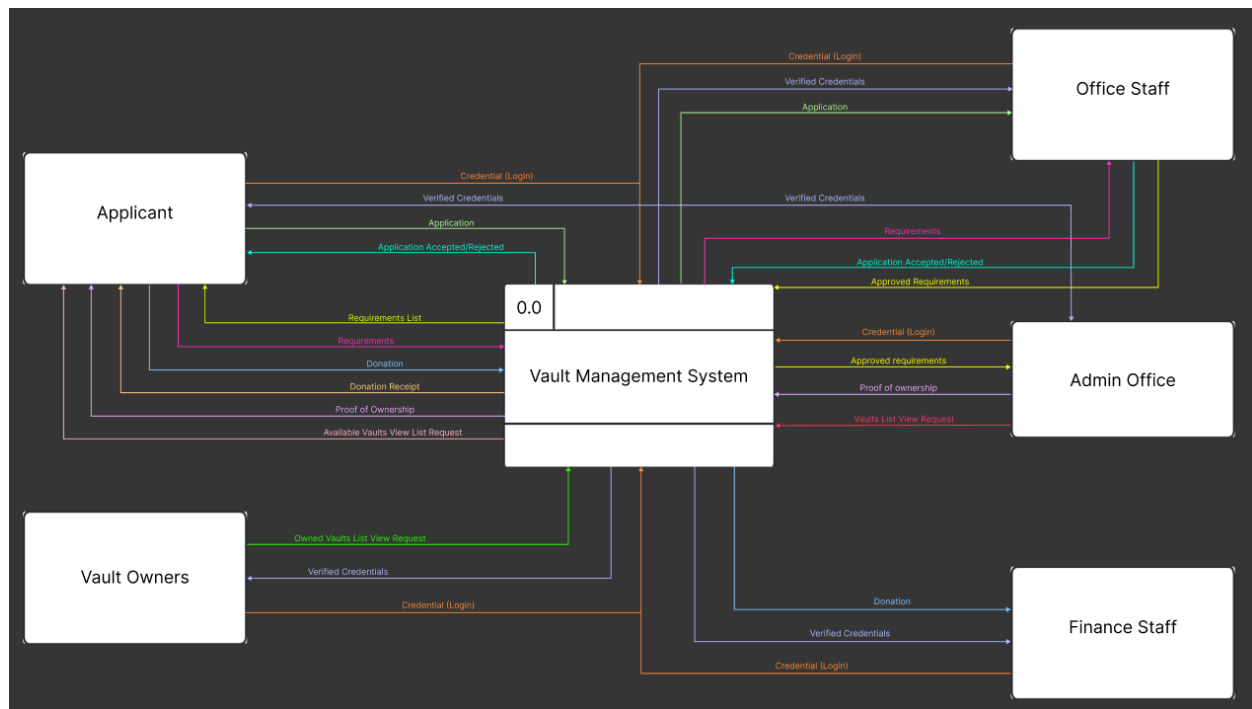 Credential (Login)
Office Staff
Verified Credentials
Application
Applicant
Credential (Login)
Verified Credentials
Verified Credentials
Application
Requirements
Application Accepted/Rejected
Application Accepted/Rejected
Approved Requirements
0.0
Requirements List
Credential (Login)
Requirements
Approved requirements
Donation
Vault Management System
Admin Office
Donation Receipt
Proof of ownership
Proof of Ownership
Vaults List View Request
Available Vaults View List Request
Owned Vaults List View Request
Verified Credentials
Vault Owners
Credential (Login)
Donation
Finance Staff
Verified Credentials
Credential (Login)